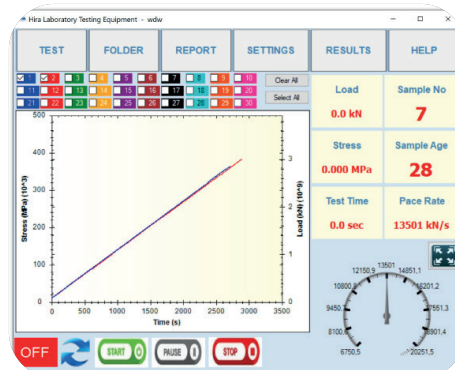 Hira Laboratory Testing Equipment - wdw
TEST FOLDER REPORT SETTINGS RESULTS HELP
1 2 3 4 5 6 7 8 9 10 Clear All
11 12 13 14 15 16 17 18 19 20 Select All
21 22 23 24 25 26 27 28 29 30
Load Sample No
0.0 kN 7
Stress Sample Age
0.000 MPa 28
Test Time Pace Rate
0.0 sec 13501 kN/s
Stress (MPa) (10^3)
500
400
300
200
100
0
Load (kN) (10^9)
3
2
1
0
0 500 1000 1500 2000 2500 3000 3500
Time (s)
13501
12150,9 14851,1
10800,8 16201,2
9450,7 17551,3
8100,6 18901,4
6750,5 20251,5
OFF START PAUSE STOP